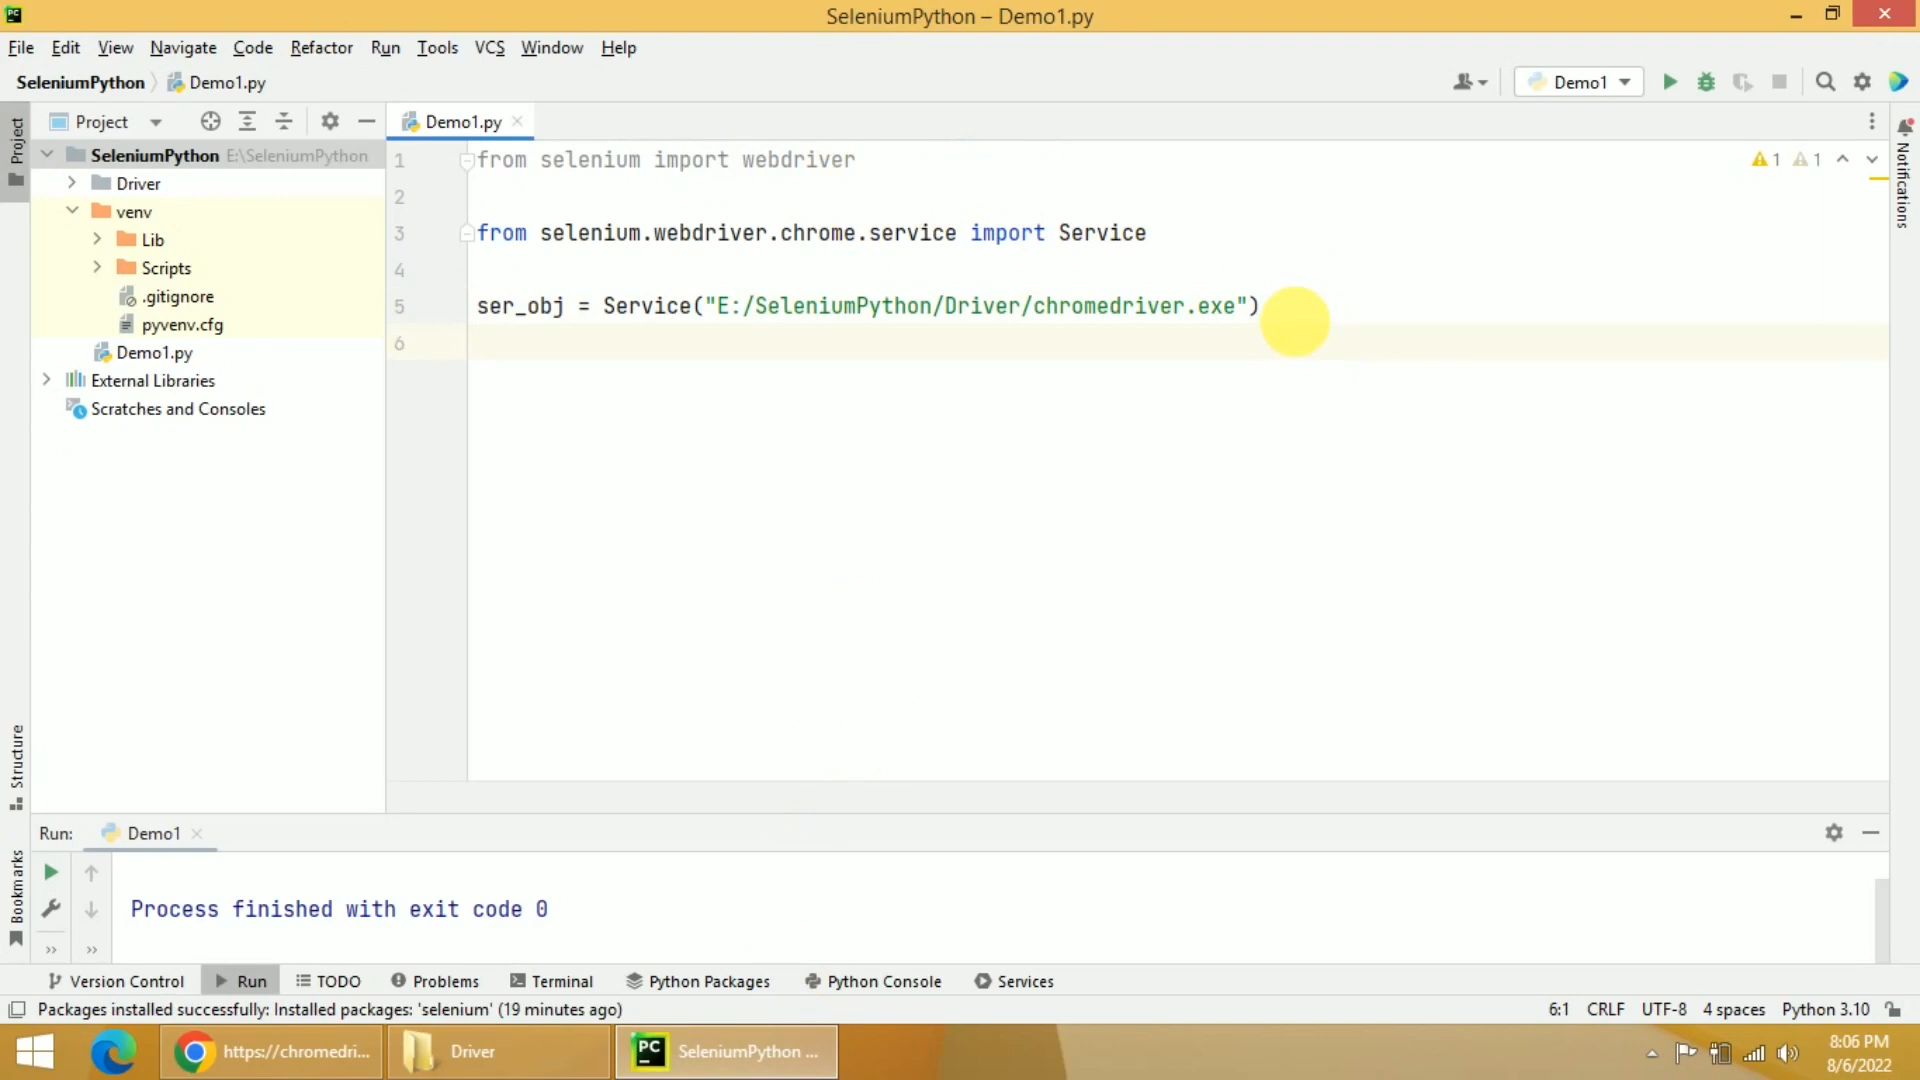 PC
SeleniumPython – Demo1.py
File Edit View Navigate Code Refactor Run Tools VCS Window Help
SeleniumPython Demo1.py
Demo1
Project
Project
Demo1.py
SeleniumPython E:\SeleniumPython
Driver
venv
Lib
Scripts
.gitignore
pyvenv.cfg
Demo1.py
External Libraries
Scratches and Consoles
1 from selenium import webdriver
2
3 from selenium.webdriver.chrome.service import Service
4
5 ser_obj = Service("E:/SeleniumPython/Driver/chromedriver.exe")
6
1 1
Notifications
Structure
Bookmarks
Run: Demo1
Process finished with exit code 0
Version Control Run TODO Problems Terminal Python Packages Python Console Services
Packages installed successfully: Installed packages: 'selenium' (19 minutes ago)
6:1 CRLF UTF-8 4 spaces Python 3.10
https://chromedri...
Driver
PC
SeleniumPython ...
8:06 PM
8/6/2022